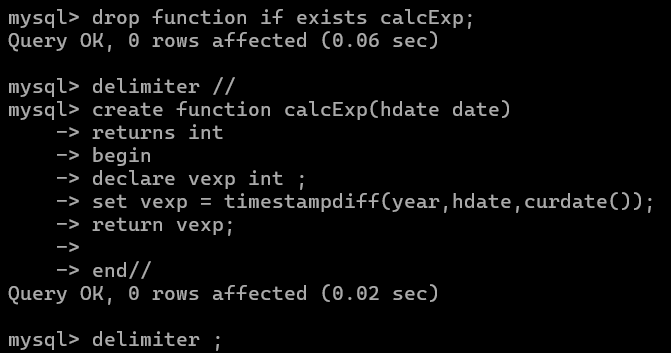 mysql> drop function if exists calcExp;
Query OK, 0 rows affected (0.06 sec)

mysql> delimiter //
mysql> create function calcExp(hdate date)
    -> returns int
    -> begin
    -> declare vexp int ;
    -> set vexp = timestampdiff(year,hdate,curdate());
    -> return vexp;
    ->
    -> end//
Query OK, 0 rows affected (0.02 sec)

mysql> delimiter ;